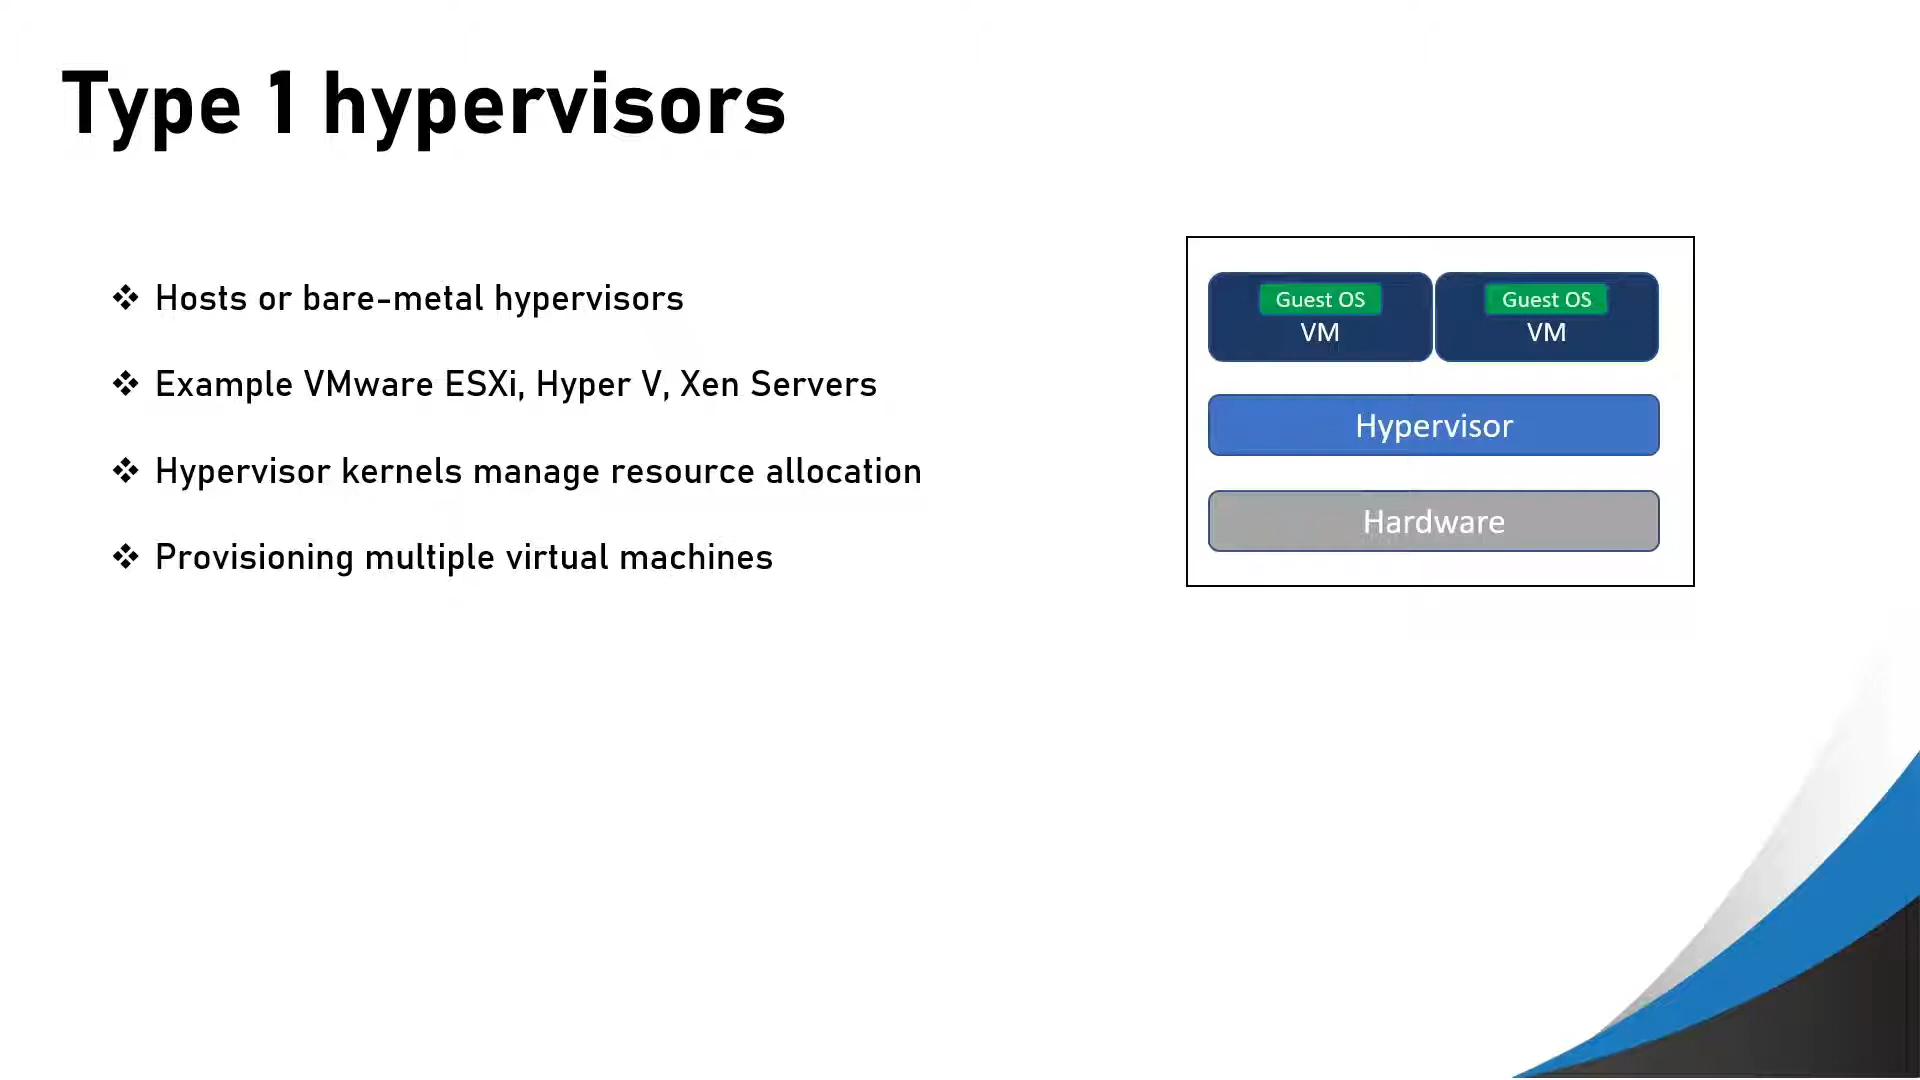 Type 1 hypervisors
❖ Hosts or bare-metal hypervisors
❖ Example VMware ESXi, Hyper V, Xen Servers
❖ Hypervisor kernels manage resource allocation
❖ Provisioning multiple virtual machines
Guest OS
VM
Guest OS
VM
Hypervisor
Hardware